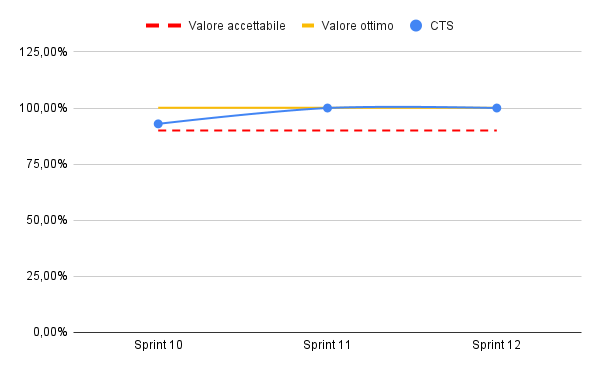 Valore accettabile
Valore ottimo
CTS
125,00%
100,00%
75,00%
50,00%
25,00%
0,00%
Sprint 10
Sprint 11
Sprint 12